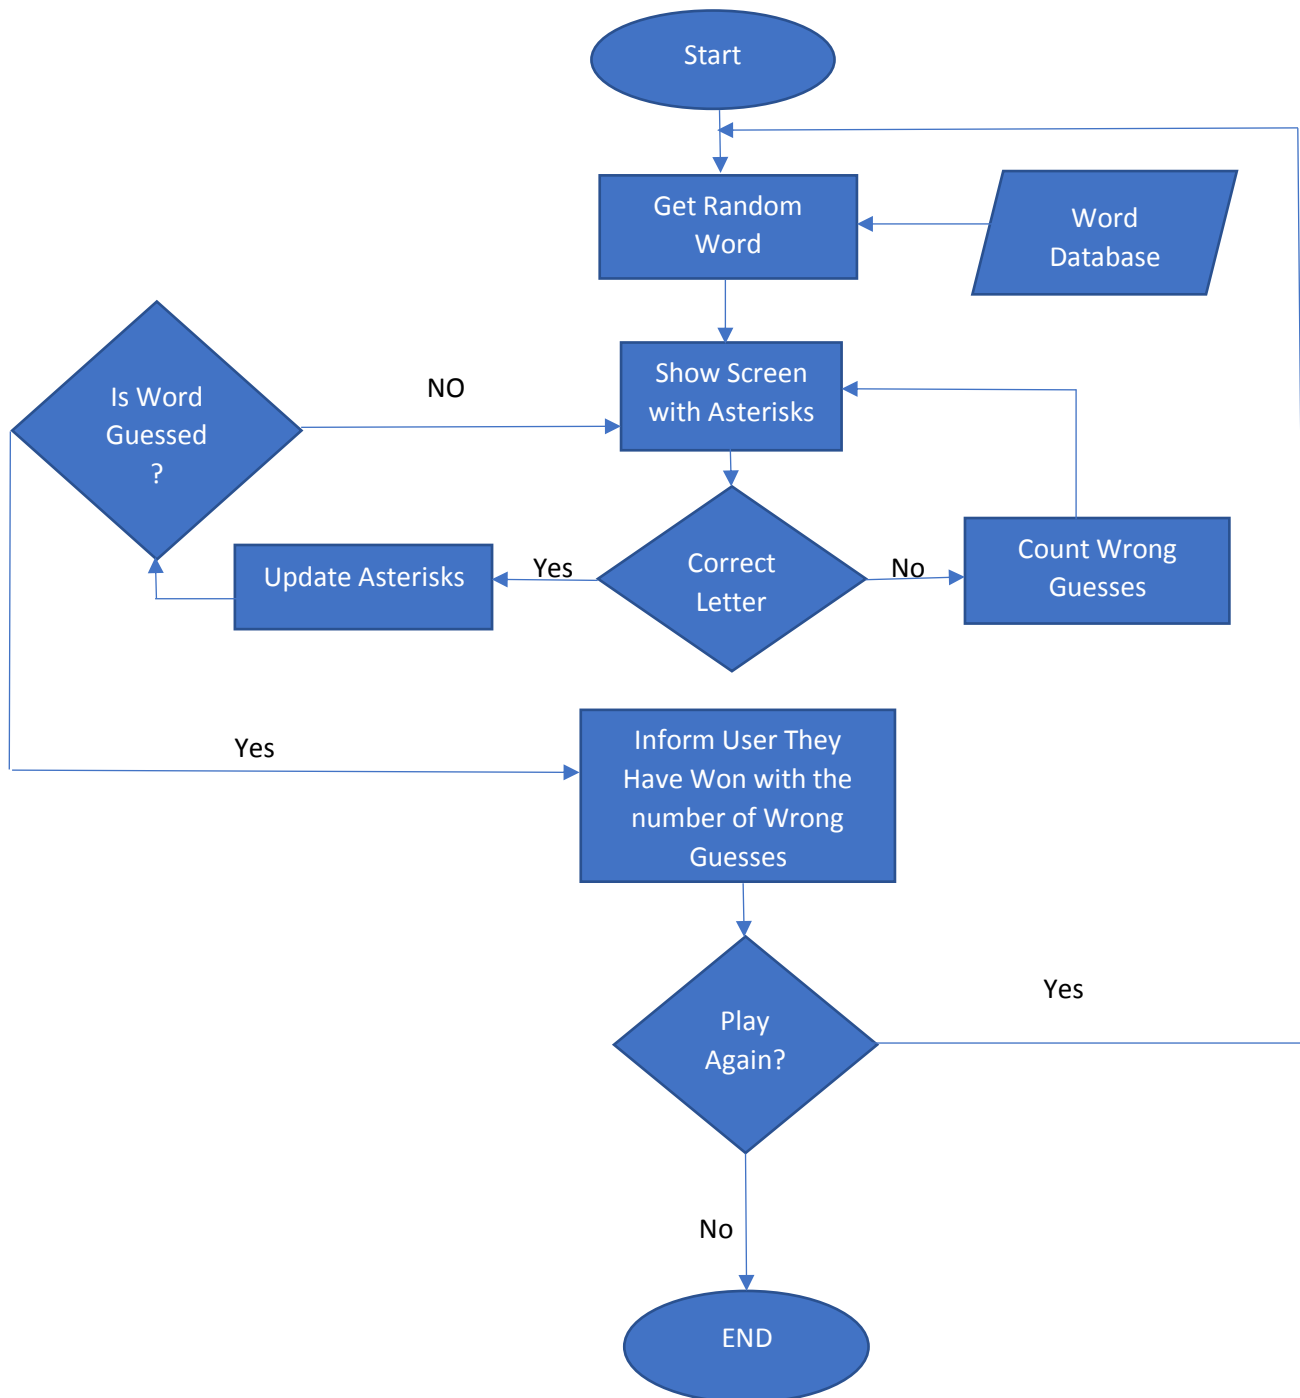 Start
Get Random
Word
Word
Database
Is Word
Guessed
?
NO
Show Screen
with Asterisks
Update Asterisks
Yes
Correct
Letter
No
Count Wrong
Guesses
Yes
Inform User They
Have Won with the
number of Wrong
Guesses
Play
Again?
Yes
No
END